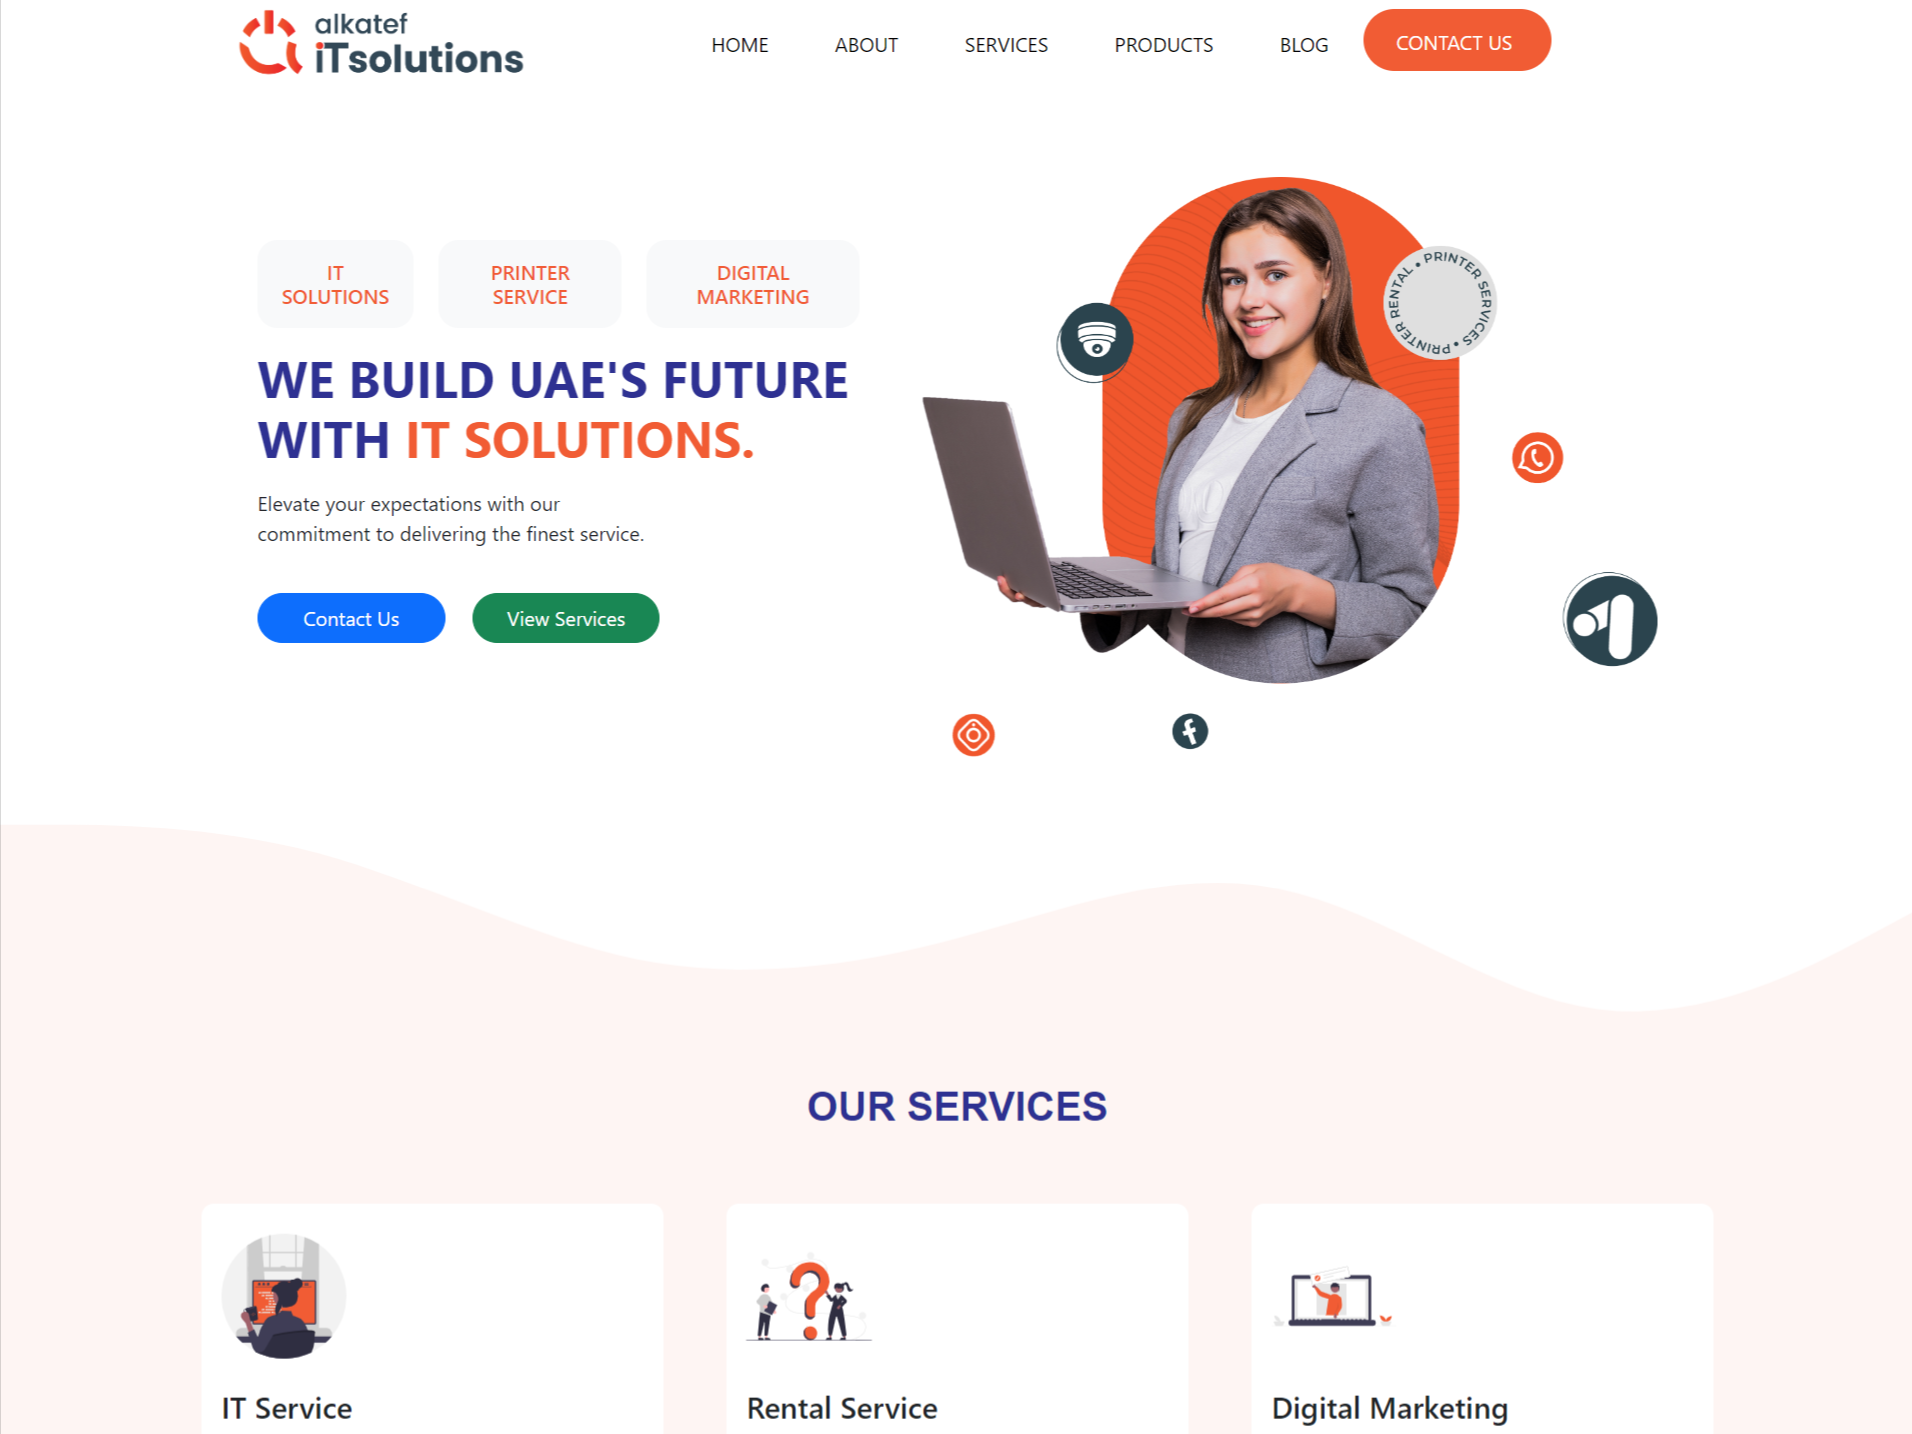 alkatef
iTsolutions
HOME
ABOUT
SERVICES
PRODUCTS
BLOG
CONTACT US
IT
SOLUTIONS
PRINTER
SERVICE
DIGITAL
MARKETING
WE BUILD UAE'S FUTURE
WITH IT SOLUTIONS.
Elevate your expectations with our
commitment to delivering the finest service.
Contact Us
View Services
PRINTER SERVICES • PRINTER RENTAL •
OUR SERVICES
IT Service
Rental Service
Digital Marketing